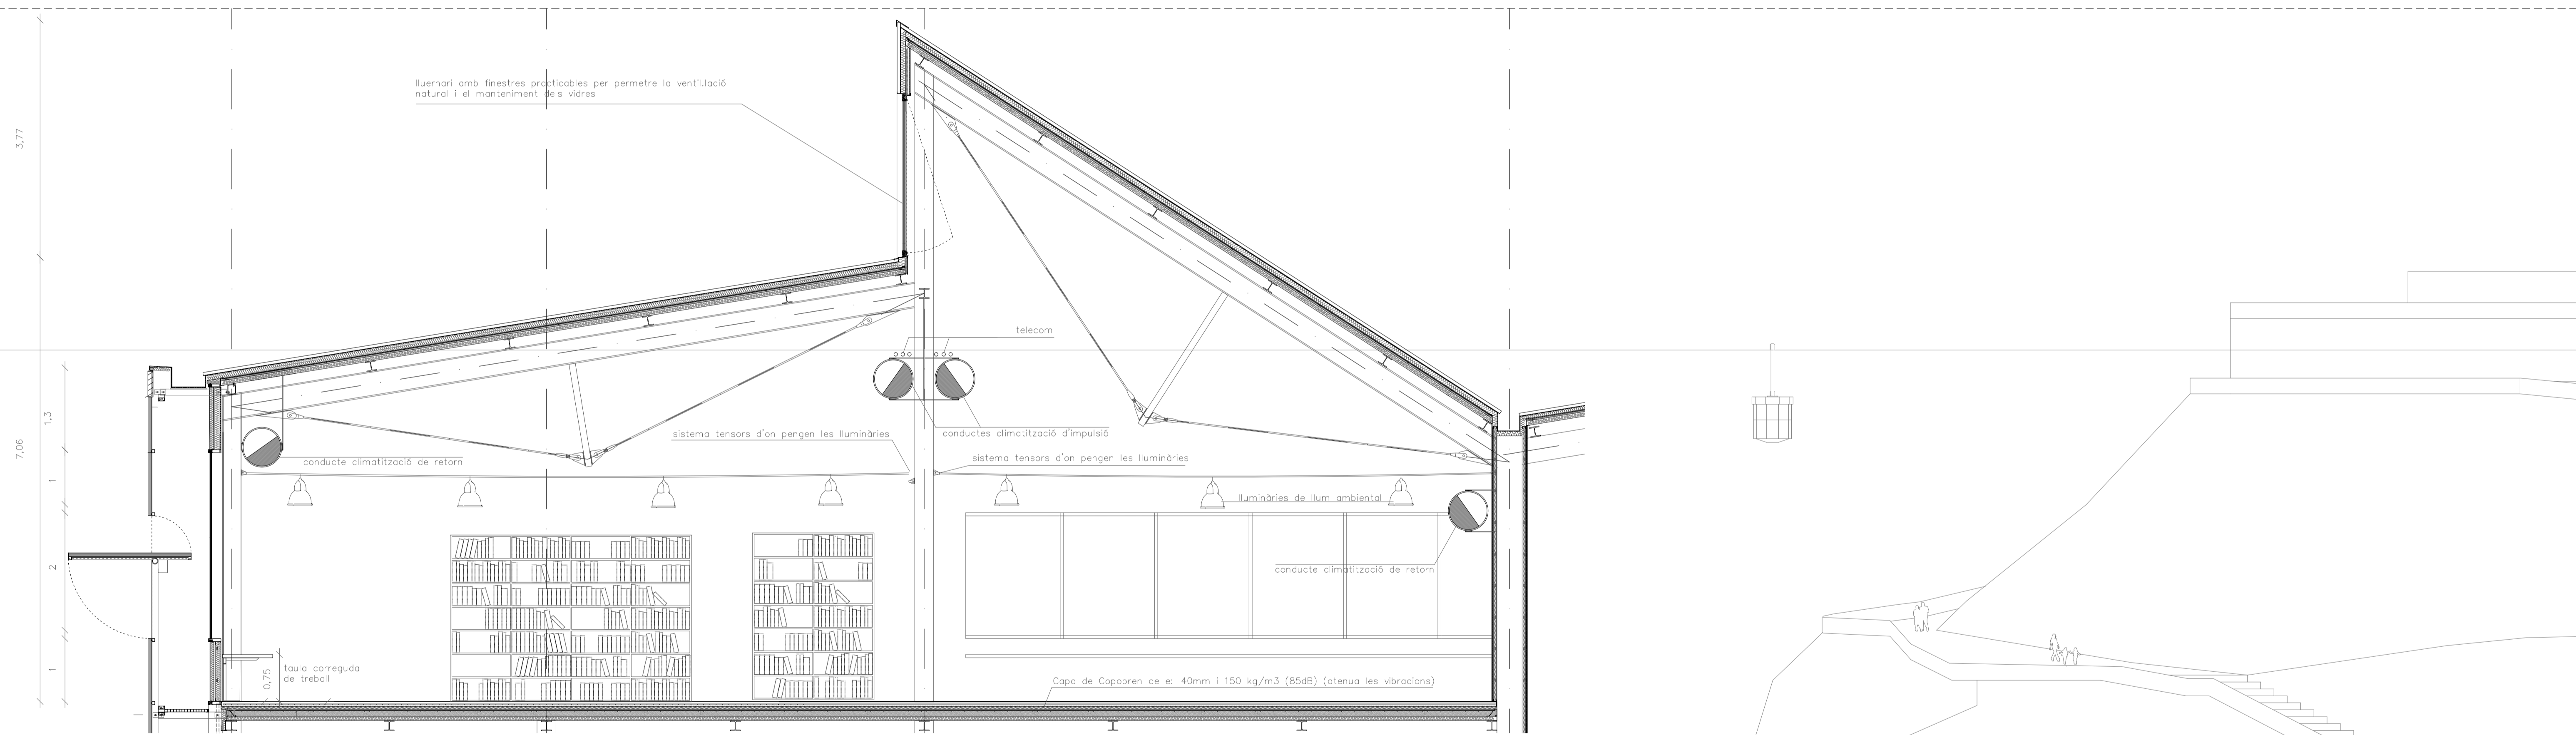 lluernari amb finestres practicables per permetre la ventil.lació
natural i el manteniment dels vidres
3,77
telecom
7,06
1,3
sistema tensors d'on pengen les lluminàries
conductes climatització d'impulsió
conducte climatització de retorn
sistema tensors d'on pengen les lluminàries
1
lluminàries de llum ambiental
2
conducte climatització de retorn
1
0,75
taula correguda
de treball
Capa de Copopren de e: 40mm i 150 kg/m3 (85dB) (atenua les vibracions)